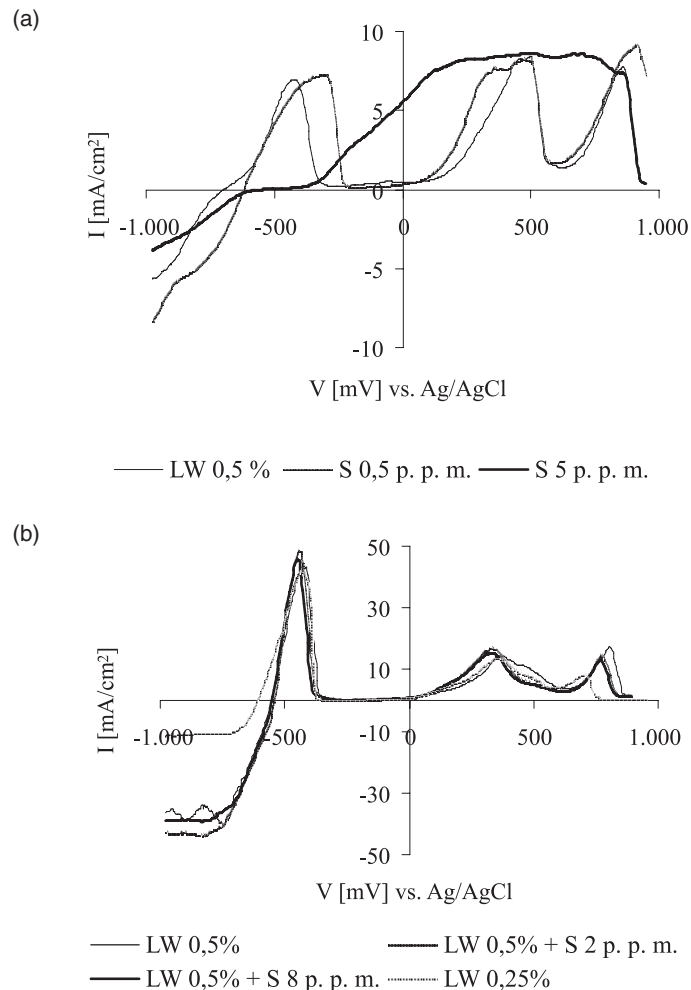 (a)
I [mA/cm²]
10
5
0
-5
-10
-1.000 -500 0 500 1.000
V [mV] vs. Ag/AgCl
LW 0,5 % S 0,5 p. p. m. S 5 p. p. m.
(b)
I [mA/cm²]
50
30
10
-10
-30
-50
-1.000 -500 0 500 1.000
V [mV] vs. Ag/AgCl
LW 0,5% LW 0,5% + S 2 p. p. m.
LW 0,5% + S 8 p. p. m. LW 0,25%